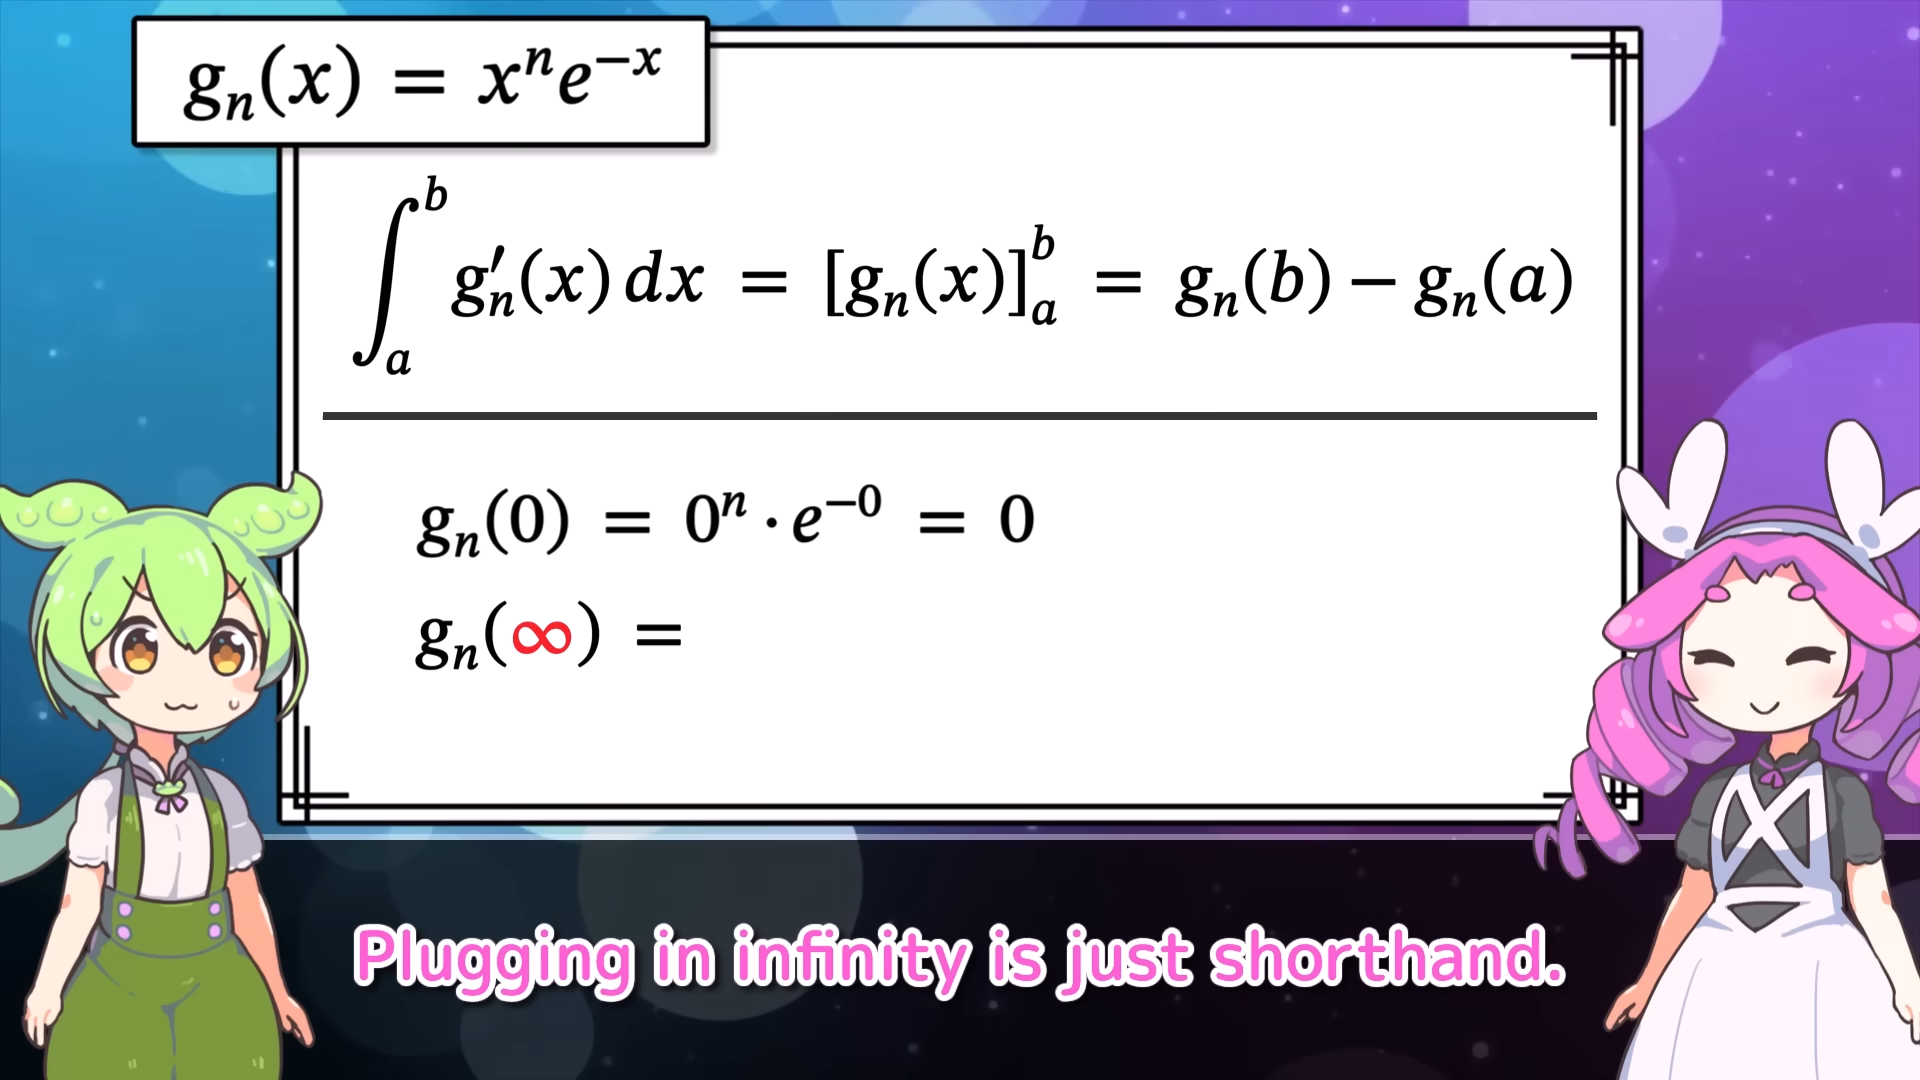 gₙ(x) = xⁿe⁻ˣ
∫ₐᵇ gₙ′(x) dx = [gₙ(x)]ₐᵇ = gₙ(b) − gₙ(a)
gₙ(0) = 0ⁿ · e⁻⁰ = 0
gₙ(∞) =
Plugging in infinity is just shorthand.